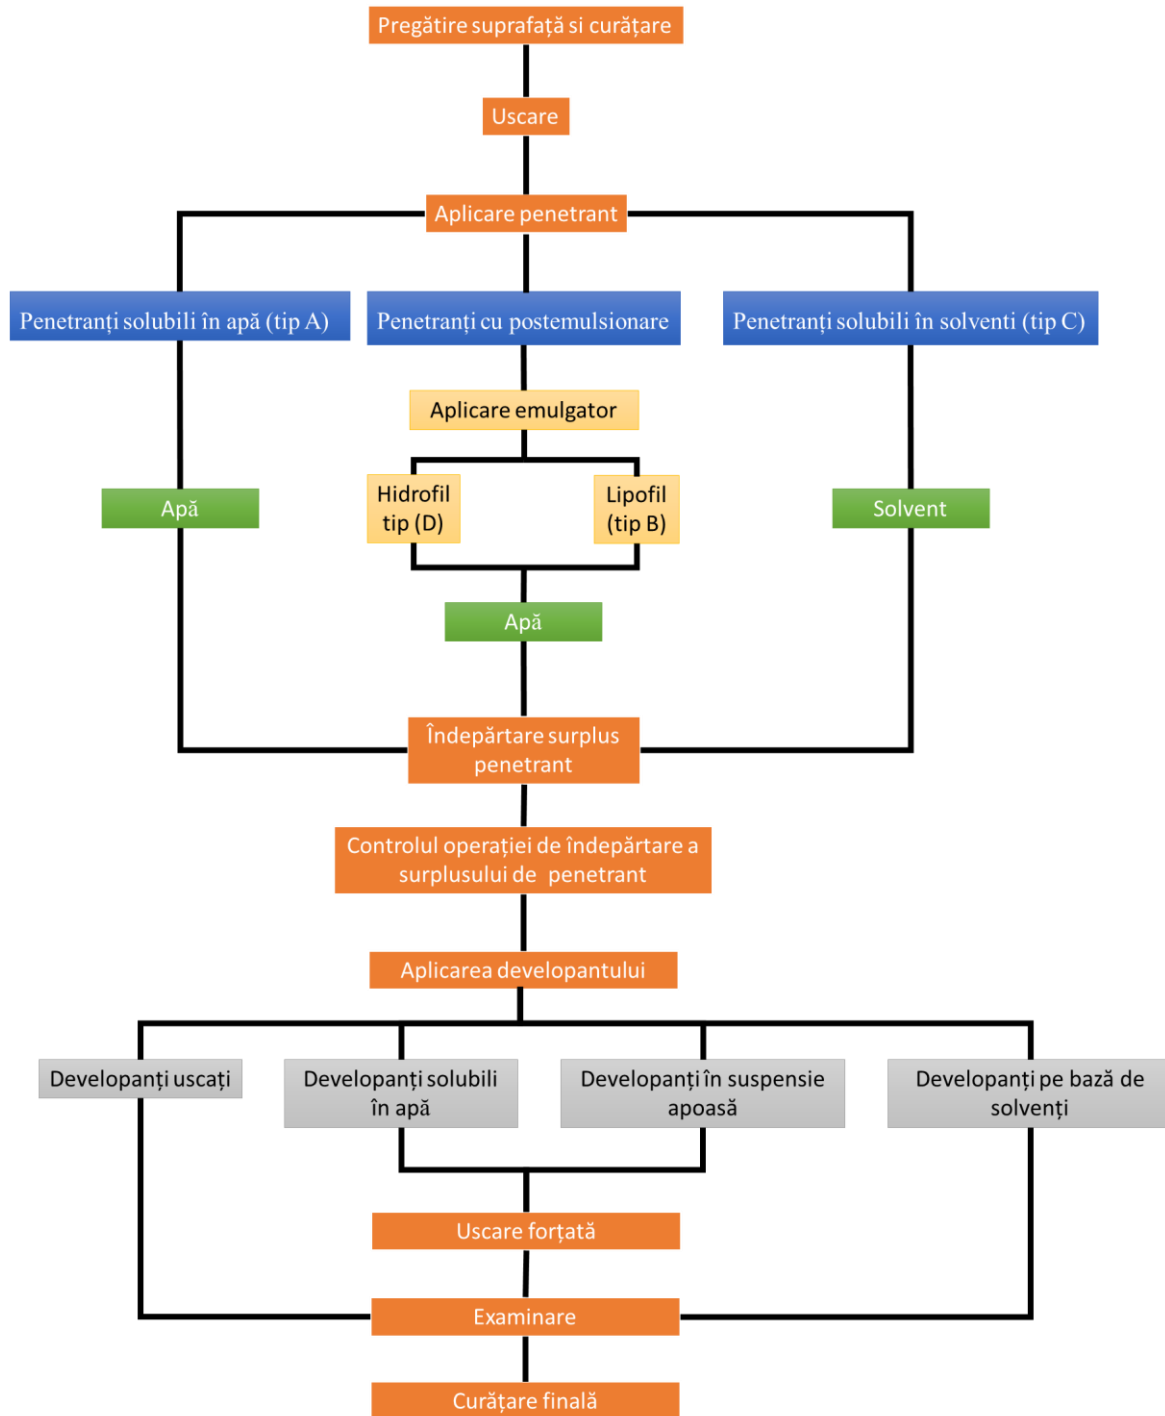 Pregătire suprafață si curățare
Uscare
Aplicare penetrant
Penetranți solubili în apă (tip A)
Penetranți cu postemulsionare
Penetranți solubili în solventi (tip C)
Aplicare emulgator
Hidrofil
tip (D)
Lipofil
(tip B)
Apă
Solvent
Apă
Îndepărtare surplus
penetrant
Controlul operației de îndepărtare a
surplusului de penetrant
Aplicarea developantului
Developanți uscați
Developanți solubili
în apă
Developanți în suspensie
apoasă
Developanți pe bază de
solvenți
Uscare forțată
Examinare
Curățare finală